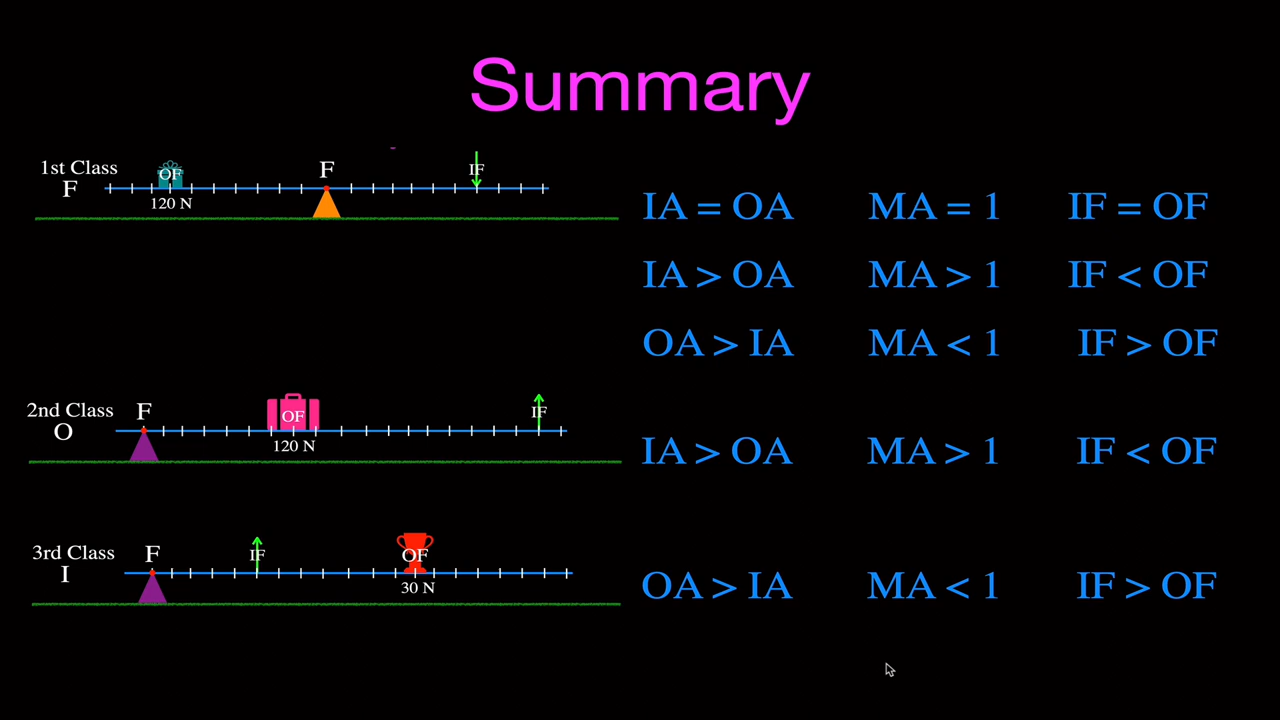 Summary
1st Class
F
OF
120 N
F
IF
IA = OA MA = 1 IF = OF
IA > OA MA > 1 IF < OF
OA > IA MA < 1 IF > OF
2nd Class
O
F
OF
120 N
IF
IA > OA MA > 1 IF < OF
3rd Class
I
F
IF
OF
30 N
OA > IA MA < 1 IF > OF